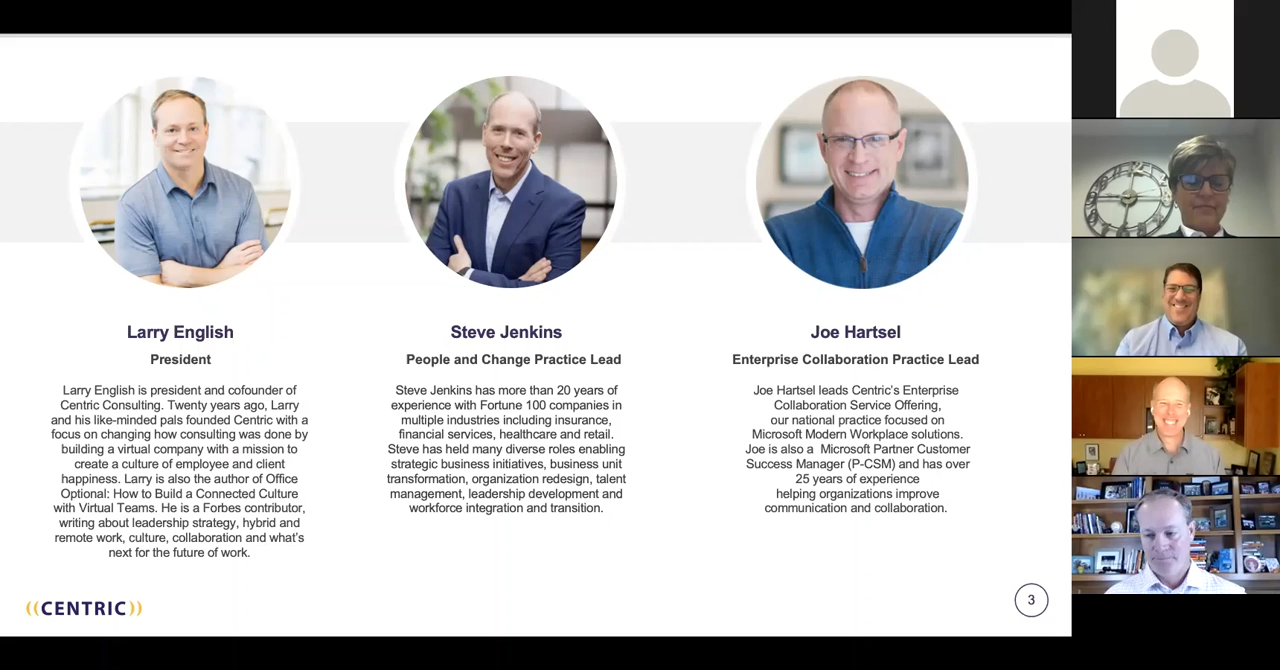 Larry English
President
Larry English is president and cofounder of
Centric Consulting. Twenty years ago, Larry
and his like-minded pals founded Centric with a
focus on changing how consulting was done by
building a virtual company with a mission to
create a culture of employee and client
happiness. Larry is also the author of Office
Optional: How to Build a Connected Culture
with Virtual Teams. He is a Forbes contributor,
writing about leadership strategy, hybrid and
remote work, culture, collaboration and what's
next for the future of work.
Steve Jenkins
People and Change Practice Lead
Steve Jenkins has more than 20 years of
experience with Fortune 100 companies in
multiple industries including insurance,
financial services, healthcare and retail.
Steve has held many diverse roles enabling
strategic business initiatives, business unit
transformation, organization redesign, talent
management, leadership development and
workforce integration and transition.
Joe Hartsel
Enterprise Collaboration Practice Lead
Joe Hartsel leads Centric's Enterprise
Collaboration Service Offering,
our national practice focused on
Microsoft Modern Workplace solutions.
Joe is also a Microsoft Partner Customer
Success Manager (P-CSM) and has over
25 years of experience
helping organizations improve
communication and collaboration.
((CENTRIC))
3